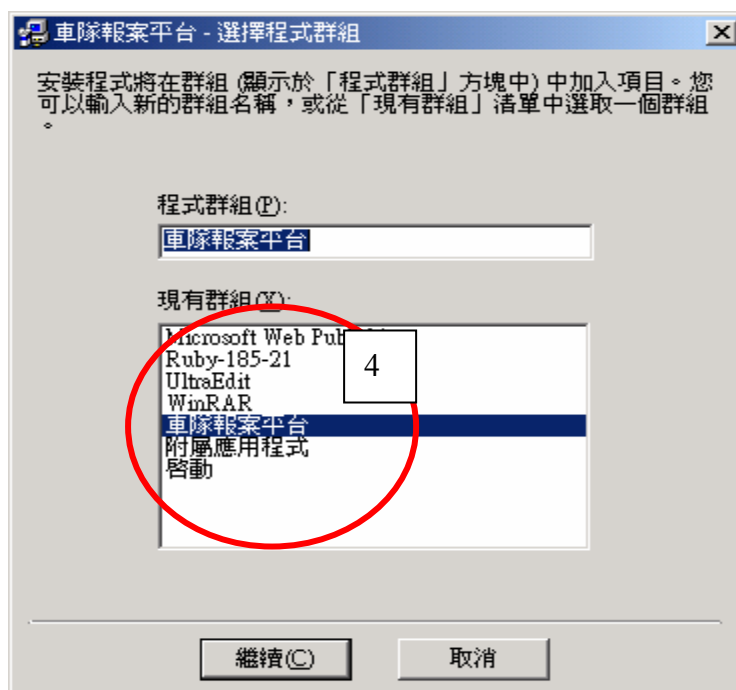 車隊報案平台 - 選擇程式群組
安裝程式將在群組 (顯示於「程式群組」方塊中) 中加入項目。您
可以輸入新的群組名稱，或從「現有群組」清單中選取一個群組
。
程式群組(P):
車隊報案平台
現有群組(X):
Microsoft Web Pub
Ruby-185-21
4
UltraEdit
WinRAR
車隊報案平台
附屬應用程式
啓動
繼續(C)
取消